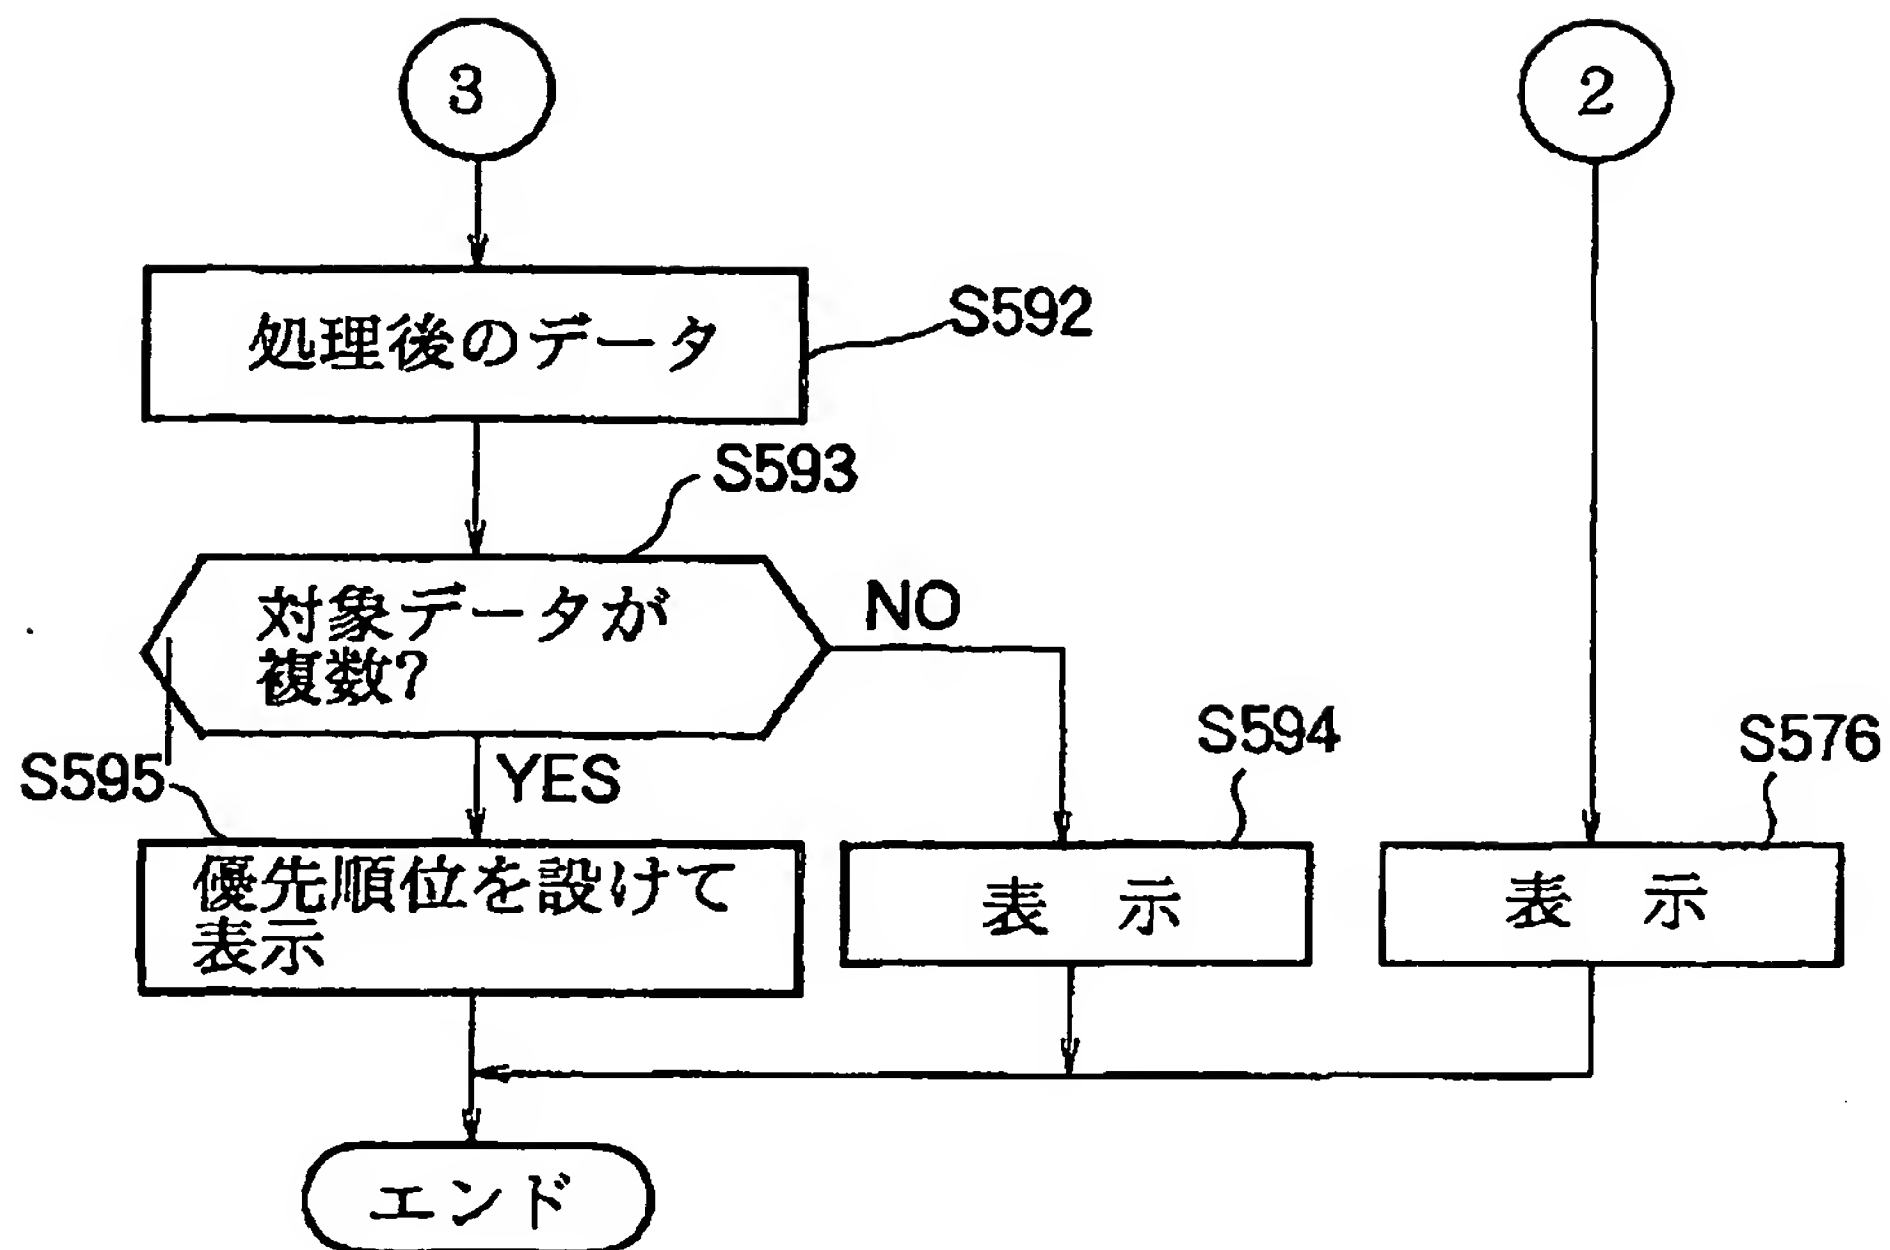 3
2
処理後のデータ
S592
S593
対象データが
複数?
NO
S594
S576
S595
YES
優先順位を設けて
表示
表 示
表 示
エンド